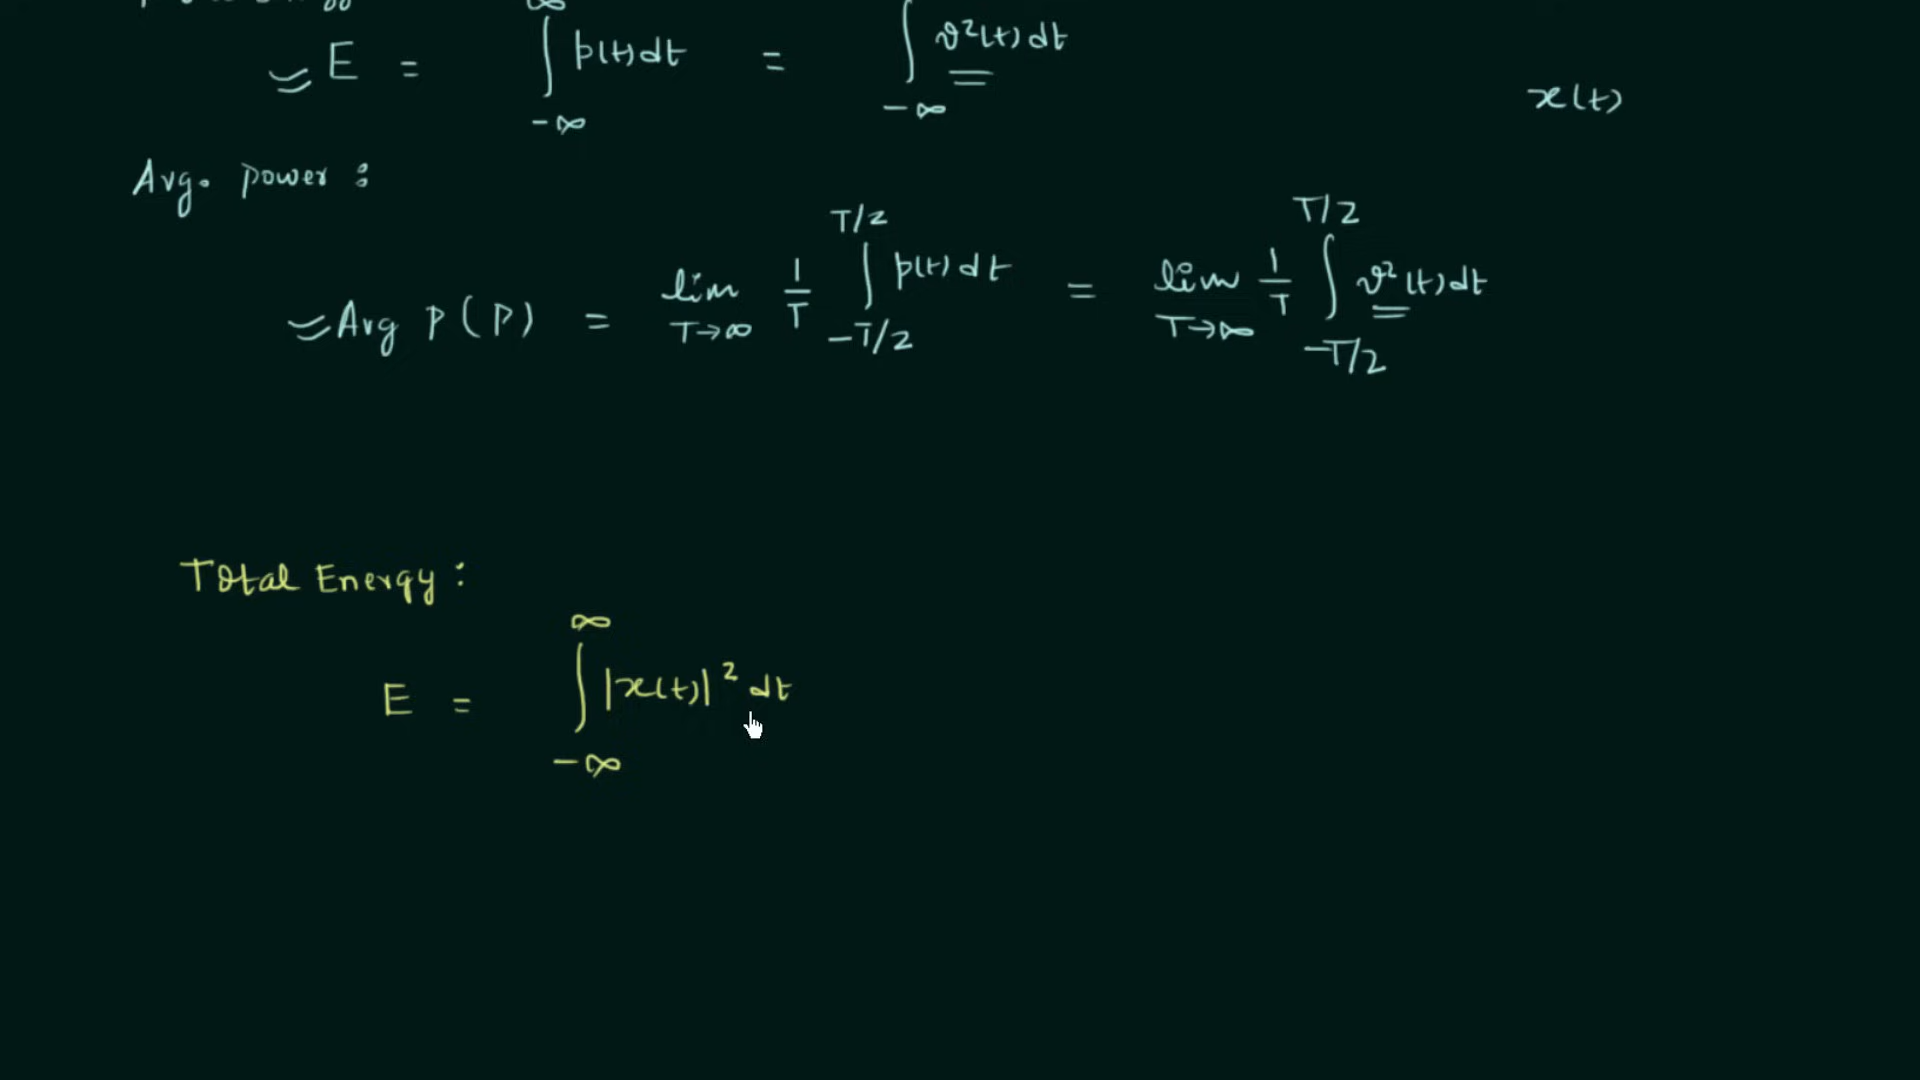 E = ∫_{-∞}^{∞} p(t)dt = ∫_{-∞} v²(t)dt
x(t)
Avg. power :
Avg P(P) = lim_{T→∞} 1/T ∫_{-T/2}^{T/2} p(t)dt = lim_{T→∞} 1/T ∫_{-T/2}^{T/2} v²(t)dt
Total Energy :
E = ∫_{-∞}^{∞} |x(t)|² dt